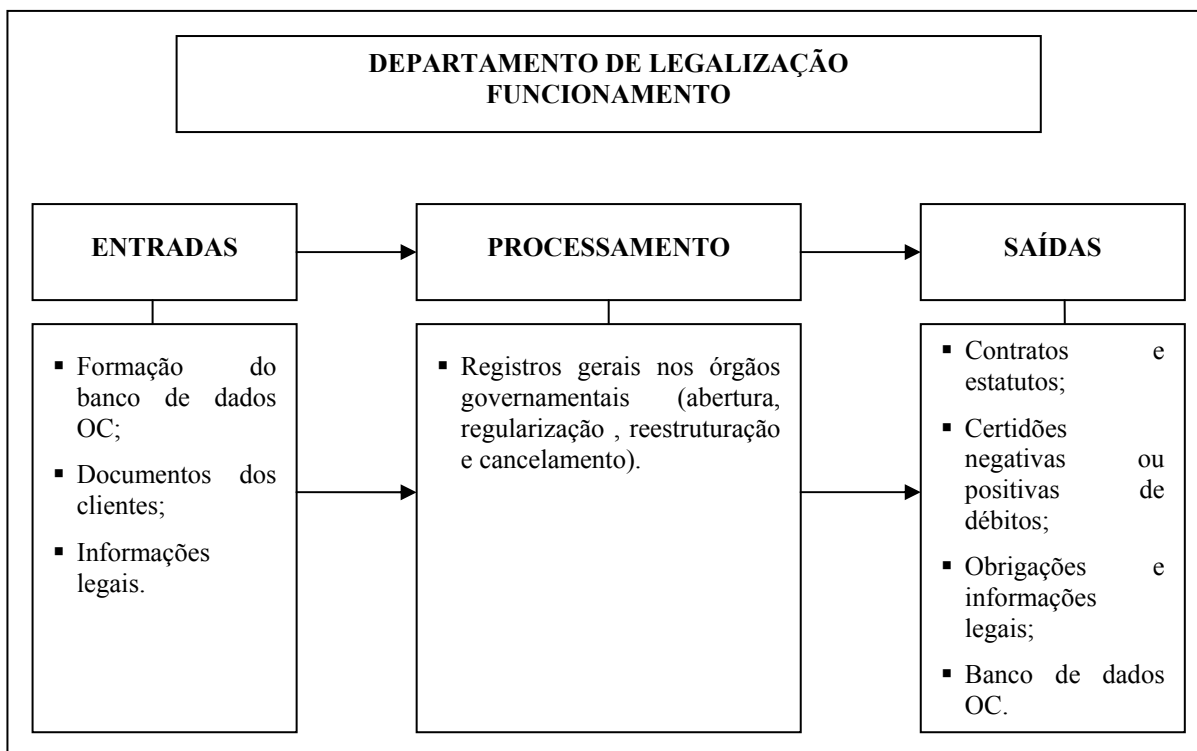 DEPARTAMENTO DE LEGALIZAÇÃO
FUNCIONAMENTO
ENTRADAS
PROCESSAMENTO
SAÍDAS
▪ Formação do
banco de dados
OC;
▪ Documentos dos
clientes;
▪ Informações
legais.
▪ Registros gerais nos órgãos
governamentais (abertura,
regularização , reestruturação
e cancelamento).
▪ Contratos e
estatutos;
▪ Certidões
negativas ou
positivas de
débitos;
▪ Obrigações e
informações
legais;
▪ Banco de dados
OC.